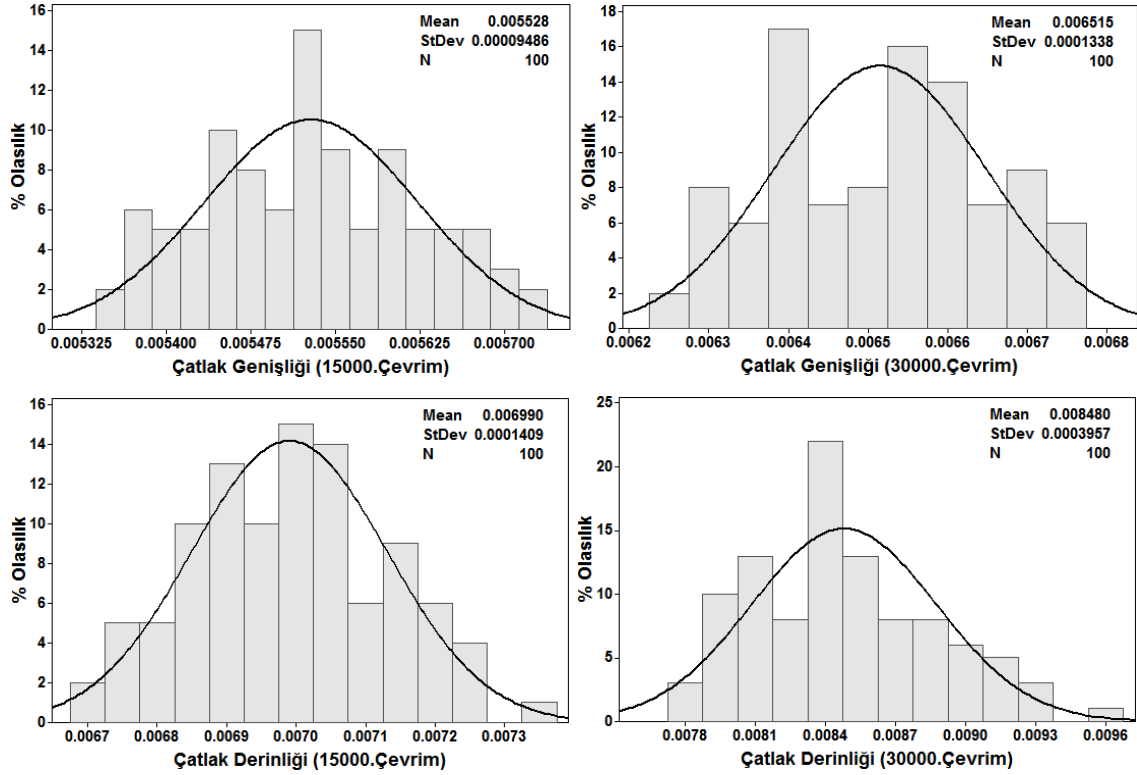 Mean 0.005528
StDev 0.00009486
N 100
% Olasılık
16
14
12
10
8
6
4
2
0
0.005325 0.005400 0.005475 0.005550 0.005625 0.005700
Çatlak Genişliği (15000.Çevrim)
Mean 0.006515
StDev 0.0001338
N 100
% Olasılık
18
16
14
12
10
8
6
4
2
0
0.0062 0.0063 0.0064 0.0065 0.0066 0.0067 0.0068
Çatlak Genişliği (30000.Çevrim)
Mean 0.006990
StDev 0.0001409
N 100
% Olasılık
16
14
12
10
8
6
4
2
0
0.0067 0.0068 0.0069 0.0070 0.0071 0.0072 0.0073
Çatlak Derinliği (15000.Çevrim)
Mean 0.008480
StDev 0.0003957
N 100
% Olasılık
25
20
15
10
5
0
0.0078 0.0081 0.0084 0.0087 0.0090 0.0093 0.0096
Çatlak Derinliği (30000.Çevrim)